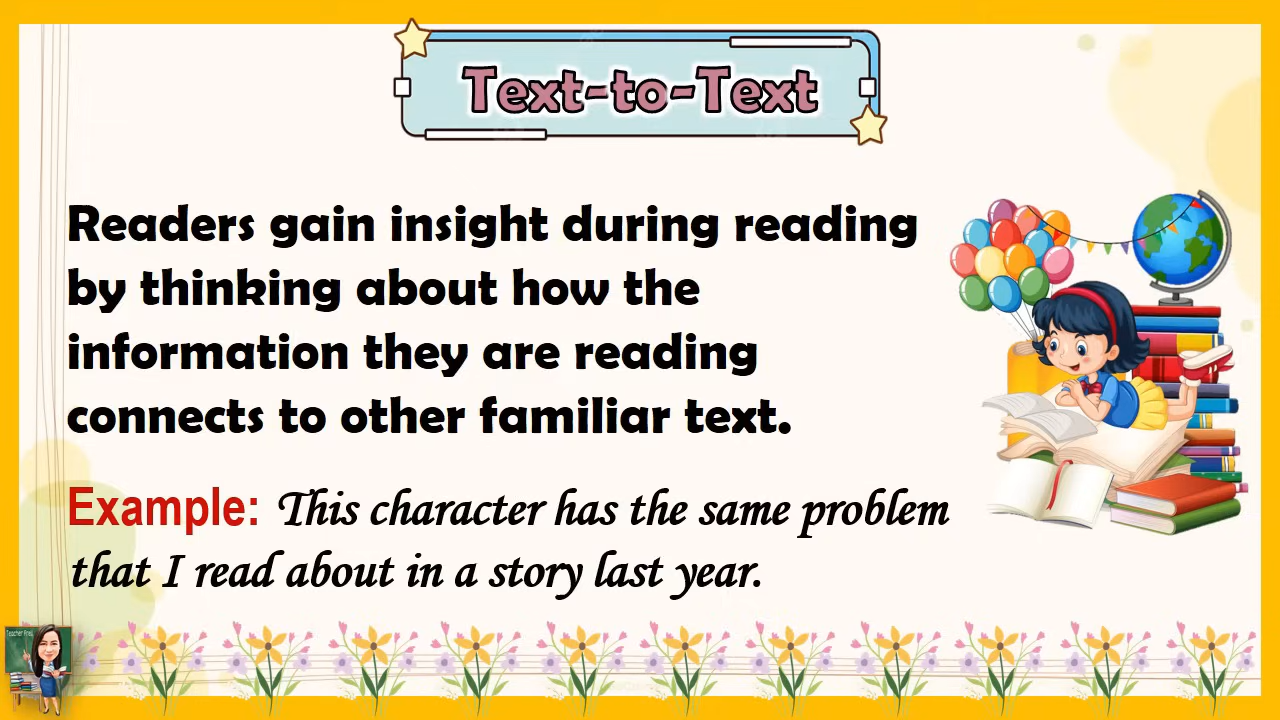 Text-to-Text
Readers gain insight during reading
by thinking about how the
information they are reading
connects to other familiar text.
Example: This character has the same problem
that I read about in a story last year.